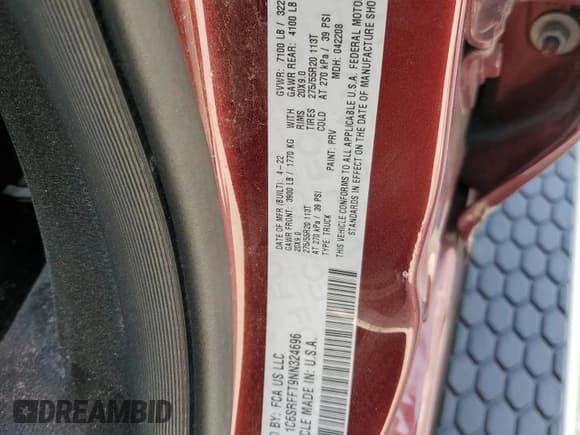 D BY: FCA US LLC
DATE OF MFR (BUILT): 4-22
GVWR: 7100 LB / 322
GAWR FRONT: 3900 LB / 1770 KG WITH
GAWR REAR: 4100 LB
20X9.0 RIMS 20X9.0
275/55R20 113T TIRES 275/55R20 113T
AT 270 kPa / 39 PSI COLD AT 270 kPa / 39 PSI
TYPE TRUCK
PAINT: PRV
MDH: 042208
THIS VEHICLE CONFORMS TO ALL APPLICABLE U.S.A. FEDERAL MOTOR
STANDARDS IN EFFECT ON THE DATE OF MANUFACTURE SHO
1C6SRFFT9NN324696
ICLE MADE IN: U.S.A.
DREAMBID